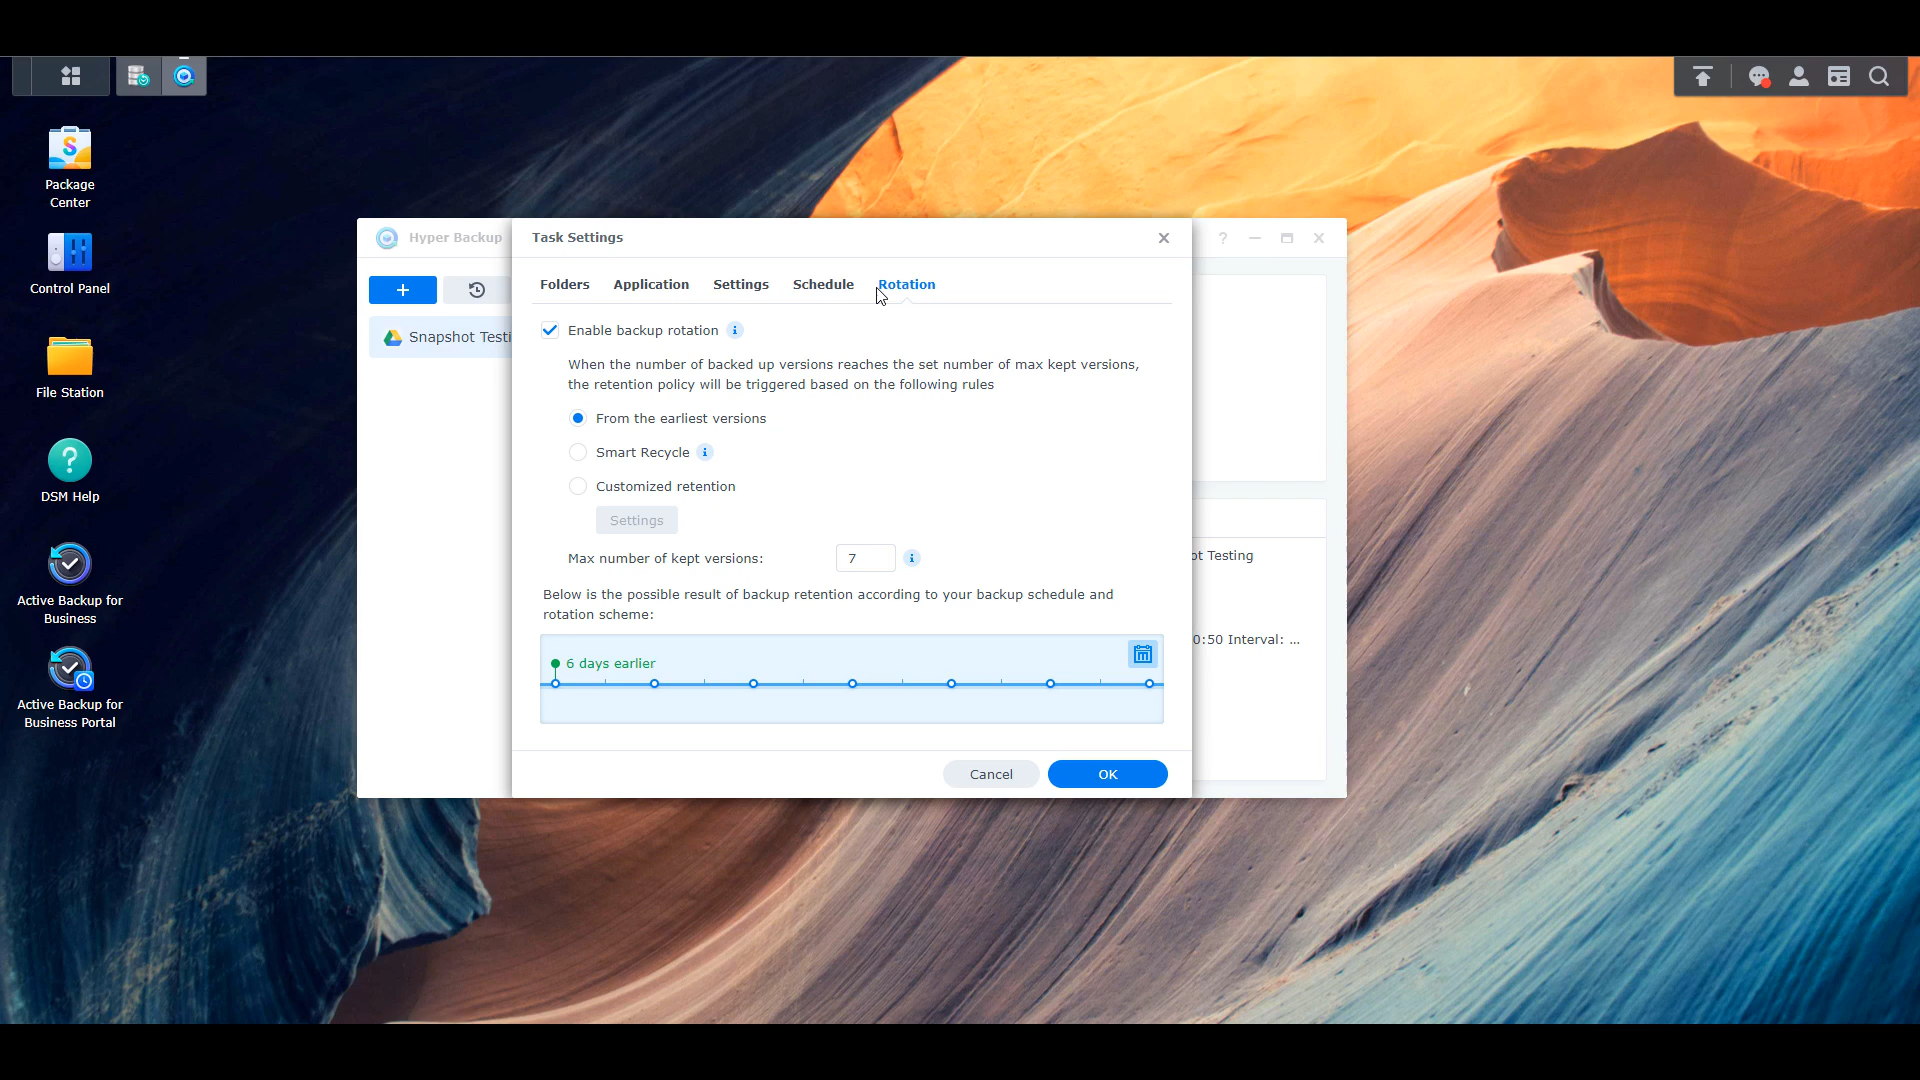 Package
Center
Control Panel
File Station
DSM Help
Active Backup for
Business
Active Backup for
Business Portal
Hyper Backup
Snapshot Testi
Task Settings
Folders Application Settings Schedule Rotation
Enable backup rotation
When the number of backed up versions reaches the set number of max kept versions,
the retention policy will be triggered based on the following rules
From the earliest versions
Smart Recycle
Customized retention
Settings
Max number of kept versions: 7
Below is the possible result of backup retention according to your backup schedule and
rotation scheme:
6 days earlier
Cancel OK
ot Testing
0:50 Interval: ...